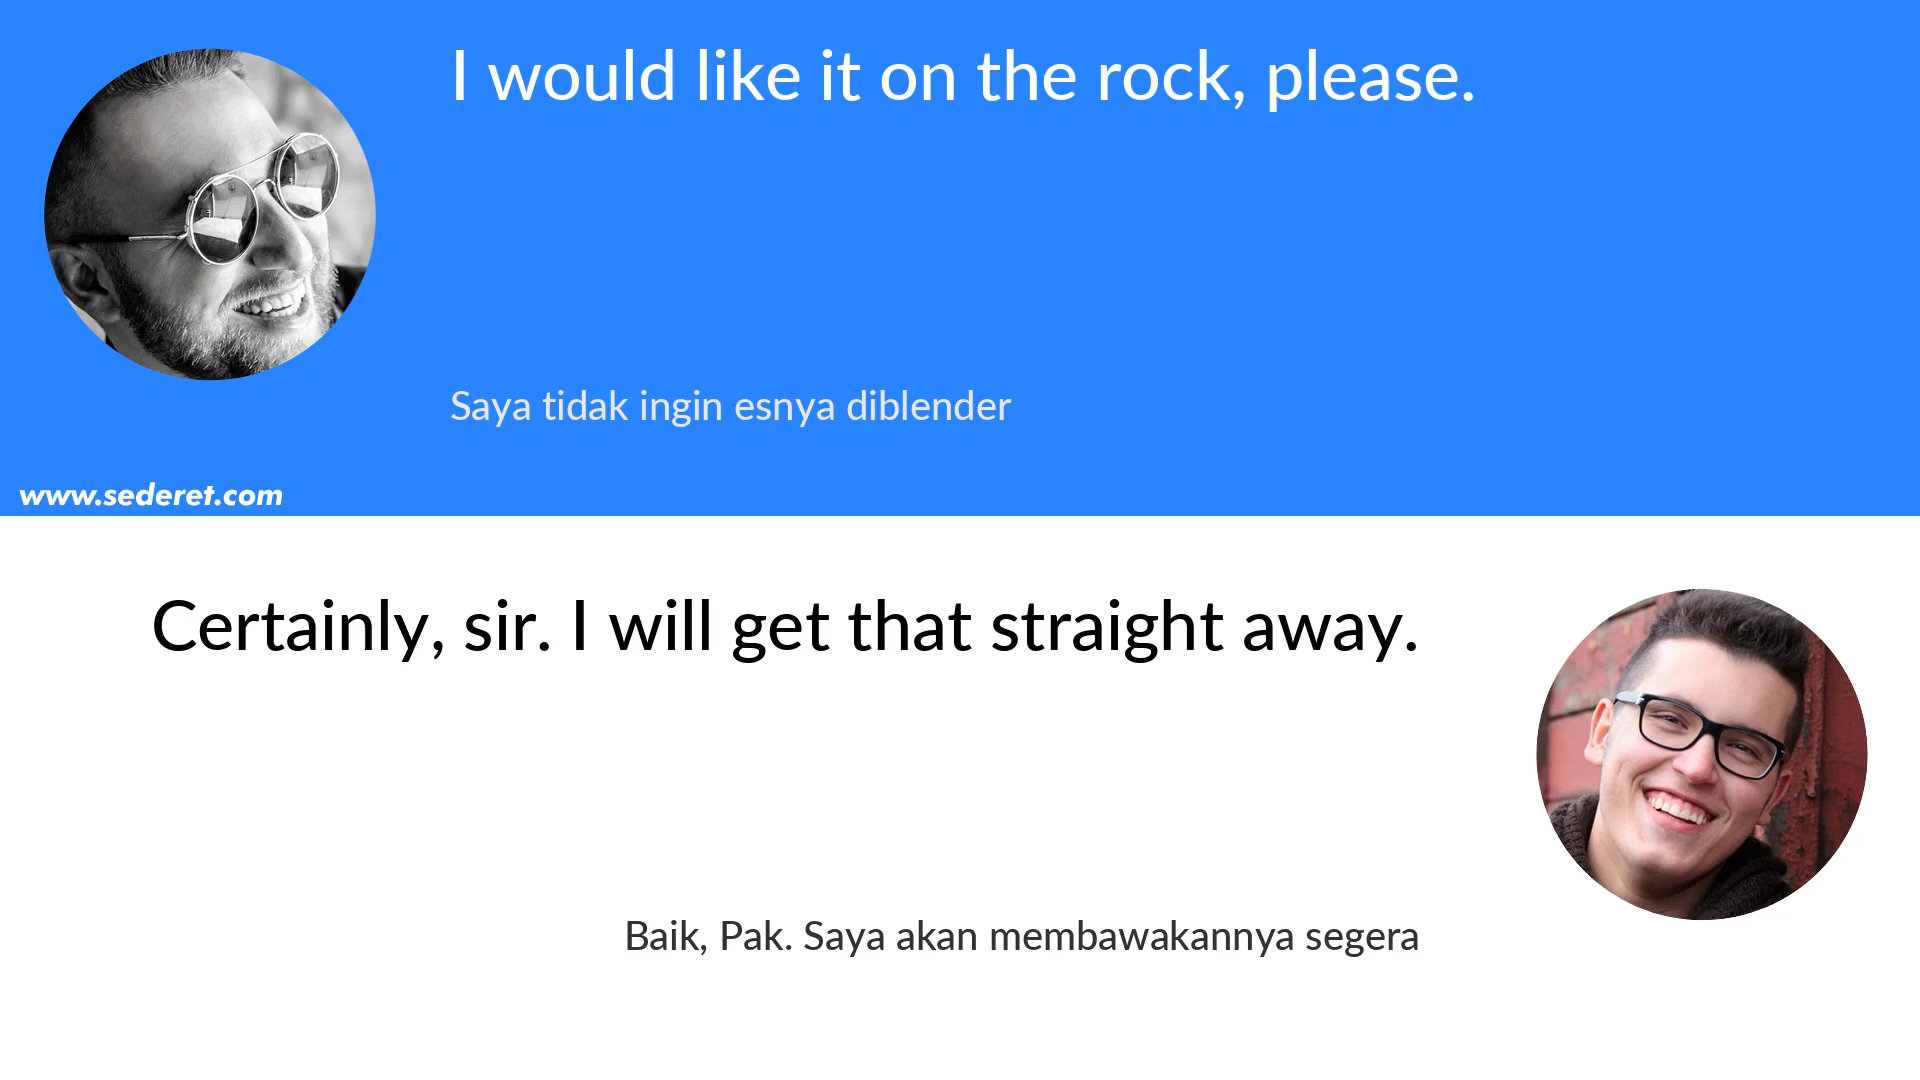 I would like it on the rock, please.
Saya tidak ingin esnya diblender
www.sederet.com
Certainly, sir. I will get that straight away.
Baik, Pak. Saya akan membawakannya segera